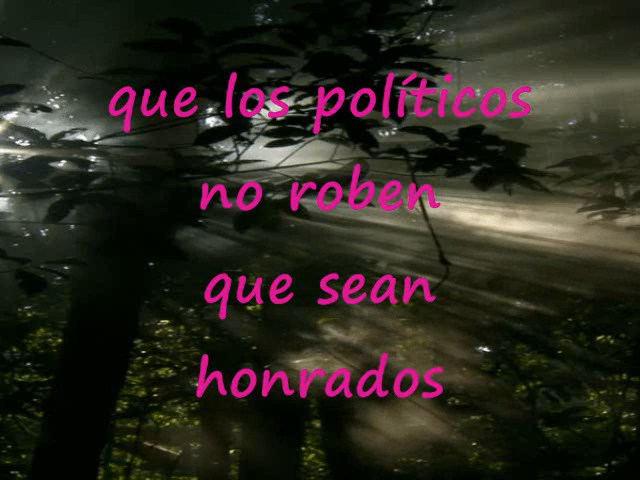 que los políticos
no roben
que sean
honrados